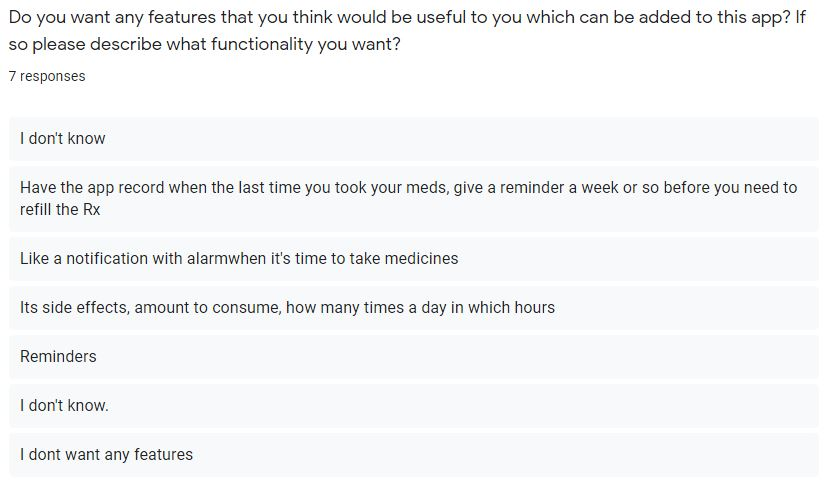 Do you want any features that you think would be useful to you which can be added to this app? If
so please describe what functionality you want?
7 responses
I don't know
Have the app record when the last time you took your meds, give a reminder a week or so before you need to
refill the Rx
Like a notification with alarmwhen it's time to take medicines
Its side effects, amount to consume, how many times a day in which hours
Reminders
I don't know.
I dont want any features